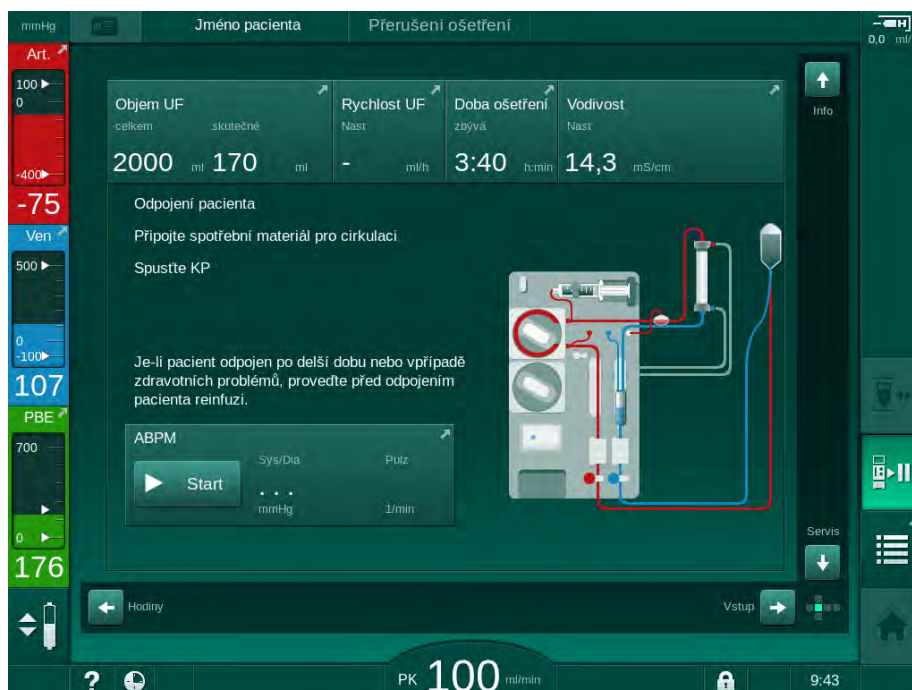 mmHg
Jméno pacienta
Přerušení ošetření
0,0 ml/
Art.
100
0
-400
-75
Ven
500
0
-100
107
PBE
700
0
176
Objem UF
celkem skutečné
2000 ml 170 ml
Rychlost UF
Nast
- ml/h
Doba ošetření
zbývá
3:40 h:min
Vodivost
Nast
14,3 mS/cm
Info
Odpojení pacienta
Připojte spotřební materiál pro cirkulaci
Spusťte KP
Je-li pacient odpojen po delší dobu nebo vpřípadě
zdravotních problémů, proveďte před odpojením
pacienta reinfuzi.
ABPM
Sys/Dia Pulz
Start
. . .
mmHg 1/min
Servis
Hodiny
Vstup
? PK 100 ml/min 9:43